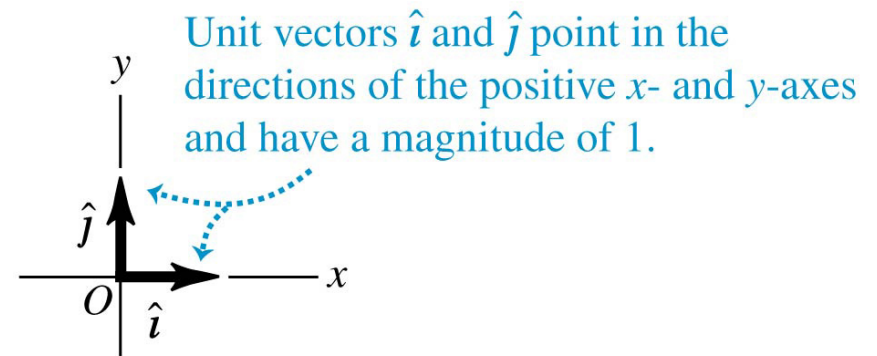 Unit vectors î and ĵ point in the
directions of the positive x- and y-axes
and have a magnitude of 1.
y
ĵ
x
O
î